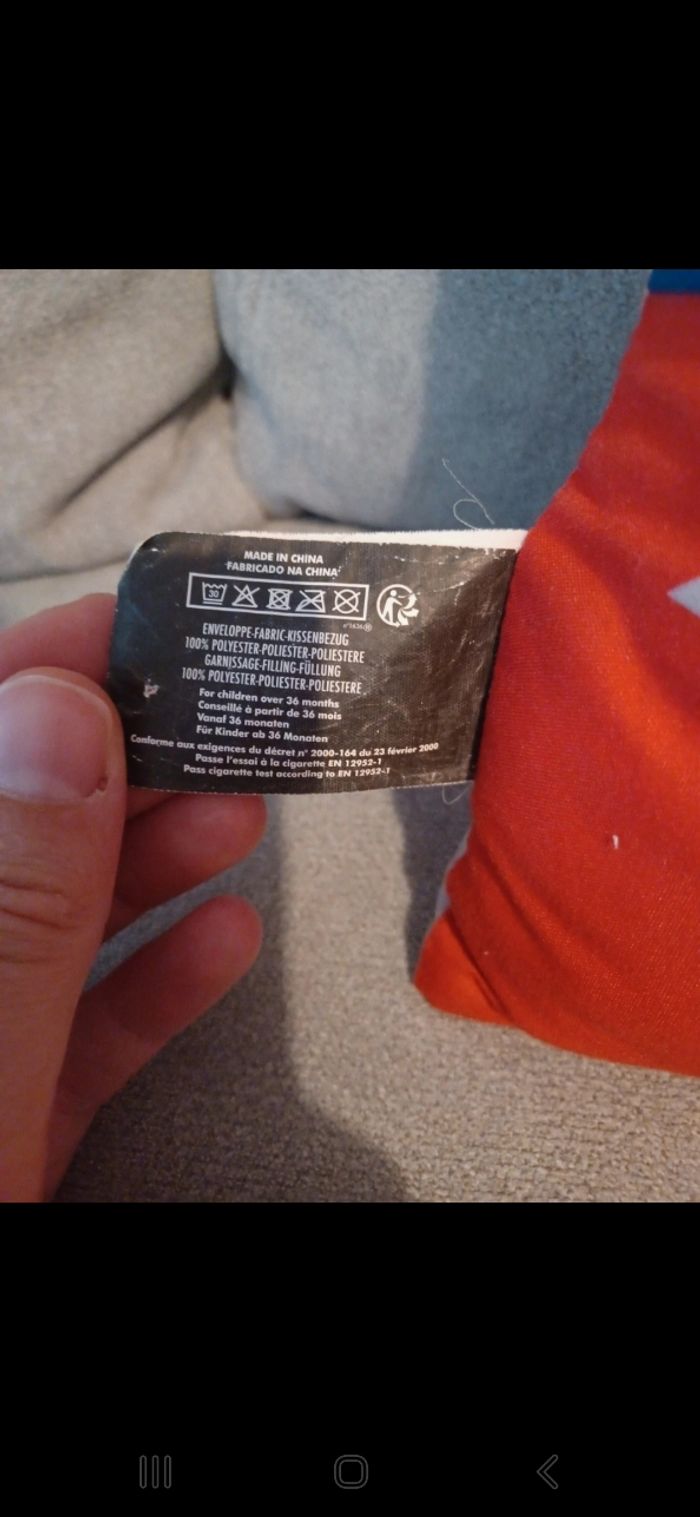 MADE IN CHINA
FABRICADO NA CHINA
30
ENVELOPPE-FABRIC-KISSENBEZUG
100% POLYESTER-POLIESTER-POLIESTERE
GARNISSAGE-FILLING-FÜLLUNG
100% POLYESTER-POLIESTER-POLIESTERE
For children over 36 months
Conseillé à partir de 36 mois
Vanaf 36 monaten
Für Kinder ab 36 Monaten
Conforme aux exigences du décret n° 2000-164 du 23 février 2000
Passe l'essai à la cigarette EN 12952-1
Pass cigarette test according to EN 12952-1